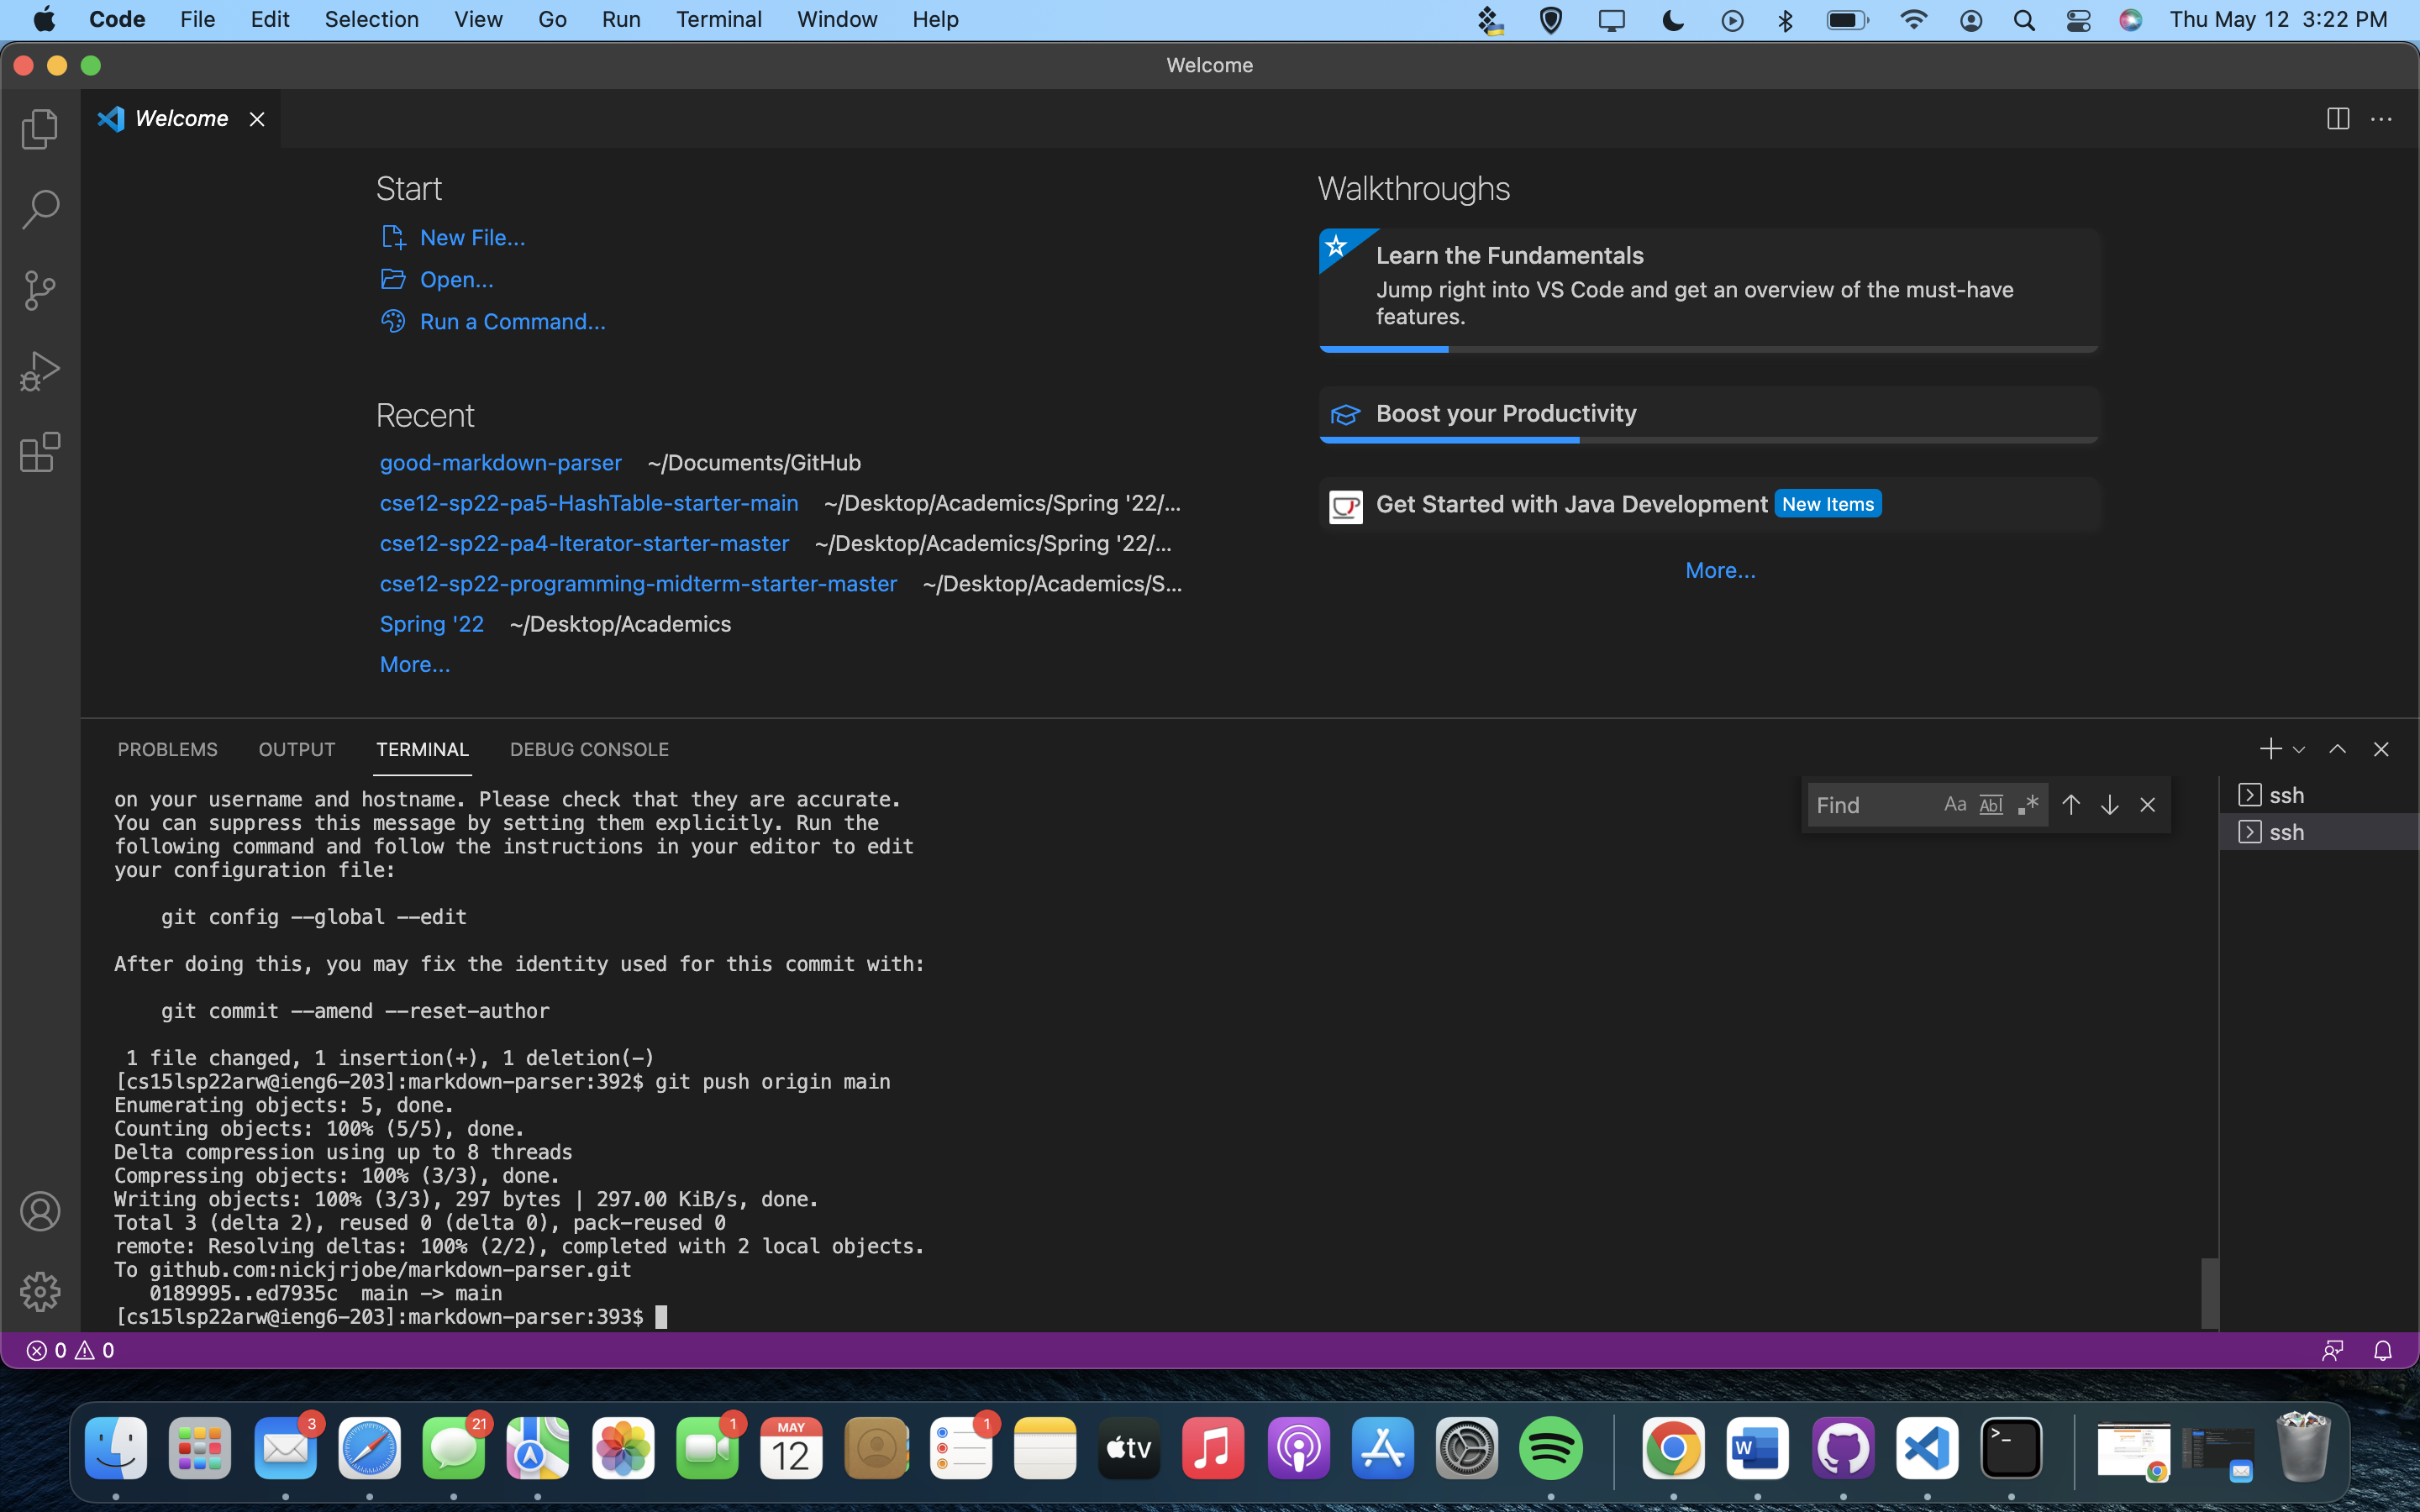 Code File Edit Selection View Go Run Terminal Window Help Thu May 12 3:22 PM
Welcome
Welcome
Start
New File...
Open...
Run a Command...
Recent
good-markdown-parser ~/Documents/GitHub
cse12-sp22-pa5-HashTable-starter-main ~/Desktop/Academics/Spring '22/...
cse12-sp22-pa4-Iterator-starter-master ~/Desktop/Academics/Spring '22/...
cse12-sp22-programming-midterm-starter-master ~/Desktop/Academics/S...
Spring '22 ~/Desktop/Academics
More...
Walkthroughs
Learn the Fundamentals
Jump right into VS Code and get an overview of the must-have
features.
Boost your Productivity
Get Started with Java Development New Items
More...
PROBLEMS OUTPUT TERMINAL DEBUG CONSOLE
Find Aa Abl .*
ssh
ssh
on your username and hostname. Please check that they are accurate.
You can suppress this message by setting them explicitly. Run the
following command and follow the instructions in your editor to edit
your configuration file:
git config --global --edit
After doing this, you may fix the identity used for this commit with:
git commit --amend --reset-author
1 file changed, 1 insertion(+), 1 deletion(-)
[cs15lsp22arw@ieng6-203]:markdown-parser:392$ git push origin main
Enumerating objects: 5, done.
Counting objects: 100% (5/5), done.
Delta compression using up to 8 threads
Compressing objects: 100% (3/3), done.
Writing objects: 100% (3/3), 297 bytes | 297.00 KiB/s, done.
Total 3 (delta 2), reused 0 (delta 0), pack-reused 0
remote: Resolving deltas: 100% (2/2), completed with 2 local objects.
To github.com:nickjrjobe/markdown-parser.git
0189995..ed7935c main -> main
[cs15lsp22arw@ieng6-203]:markdown-parser:393$
0 0
3 21 1 MAY 12 1 tv W >_